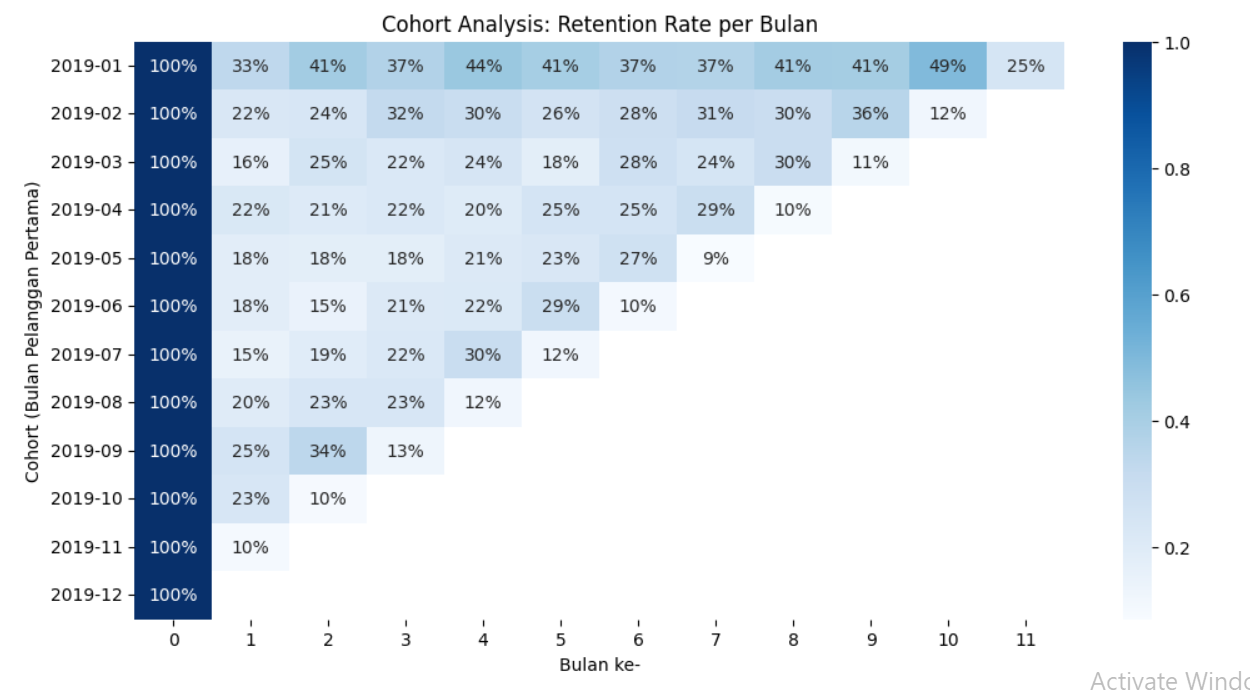 Cohort Analysis: Retention Rate per Bulan
Cohort (Bulan Pelanggan Pertama)
2019-01 100% 33% 41% 37% 44% 41% 37% 37% 41% 41% 49% 25%
2019-02 100% 22% 24% 32% 30% 26% 28% 31% 30% 36% 12%
2019-03 100% 16% 25% 22% 24% 18% 28% 24% 30% 11%
2019-04 100% 22% 21% 22% 20% 25% 25% 29% 10%
2019-05 100% 18% 18% 18% 21% 23% 27% 9%
2019-06 100% 18% 15% 21% 22% 29% 10%
2019-07 100% 15% 19% 22% 30% 12%
2019-08 100% 20% 23% 23% 12%
2019-09 100% 25% 34% 13%
2019-10 100% 23% 10%
2019-11 100% 10%
2019-12 100%
0 1 2 3 4 5 6 7 8 9 10 11
Bulan ke-
1.0
0.8
0.6
0.4
0.2
Activate Windo